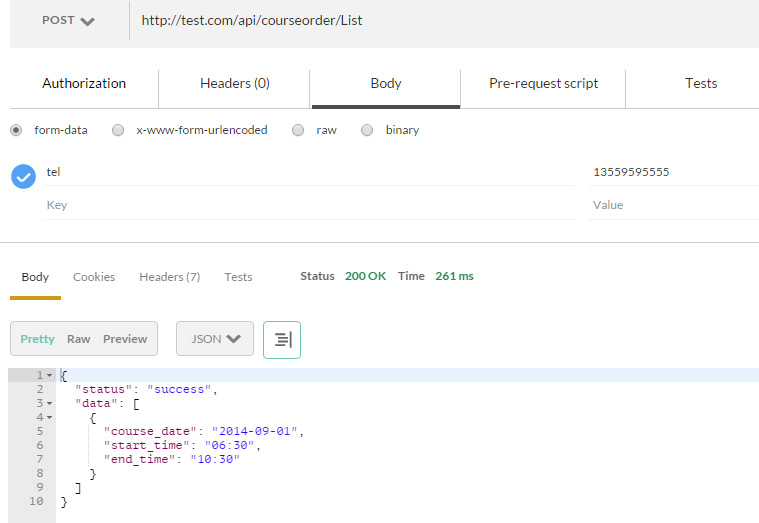 POST http://test.com/api/courseorder/List
Authorization Headers (0) Body Pre-request script Tests
form-data x-www-form-urlencoded raw binary
tel 13559595555
Key Value
Body Cookies Headers (7) Tests Status 200 OK Time 261 ms
Pretty Raw Preview JSON
1 {
2 "status": "success",
3 "data": [
4 {
5 "course_date": "2014-09-01",
6 "start_time": "06:30",
7 "end_time": "10:30"
8 }
9 ]
10 }